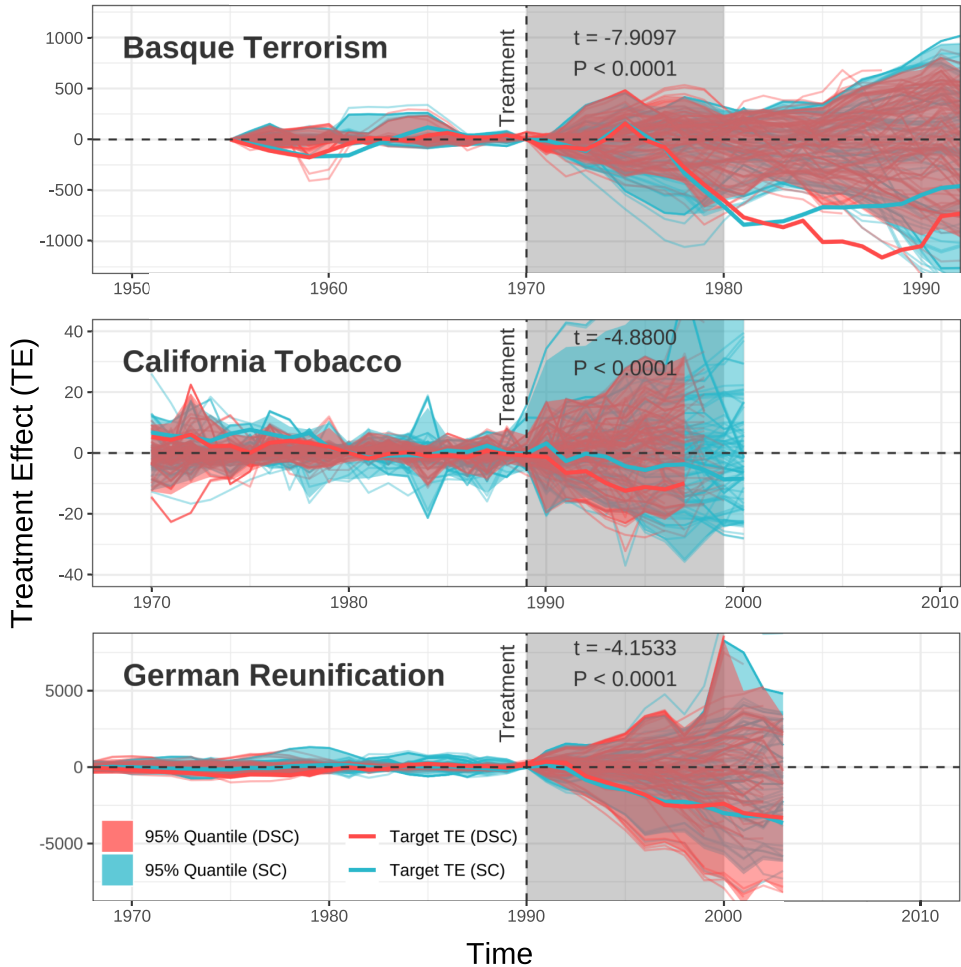 Treatment Effect (TE)
Basque Terrorism
Treatment
t = -7.9097
P < 0.0001
1000
500
0
-500
-1000
1950
1960
1970
1980
1990
California Tobacco
Treatment
t = -4.8800
P < 0.0001
40
20
0
-20
-40
1970
1980
1990
2000
2010
German Reunification
Treatment
t = -4.1533
P < 0.0001
5000
0
-5000
95% Quantile (DSC)
Target TE (DSC)
95% Quantile (SC)
Target TE (SC)
1970
1980
1990
2000
2010
Time